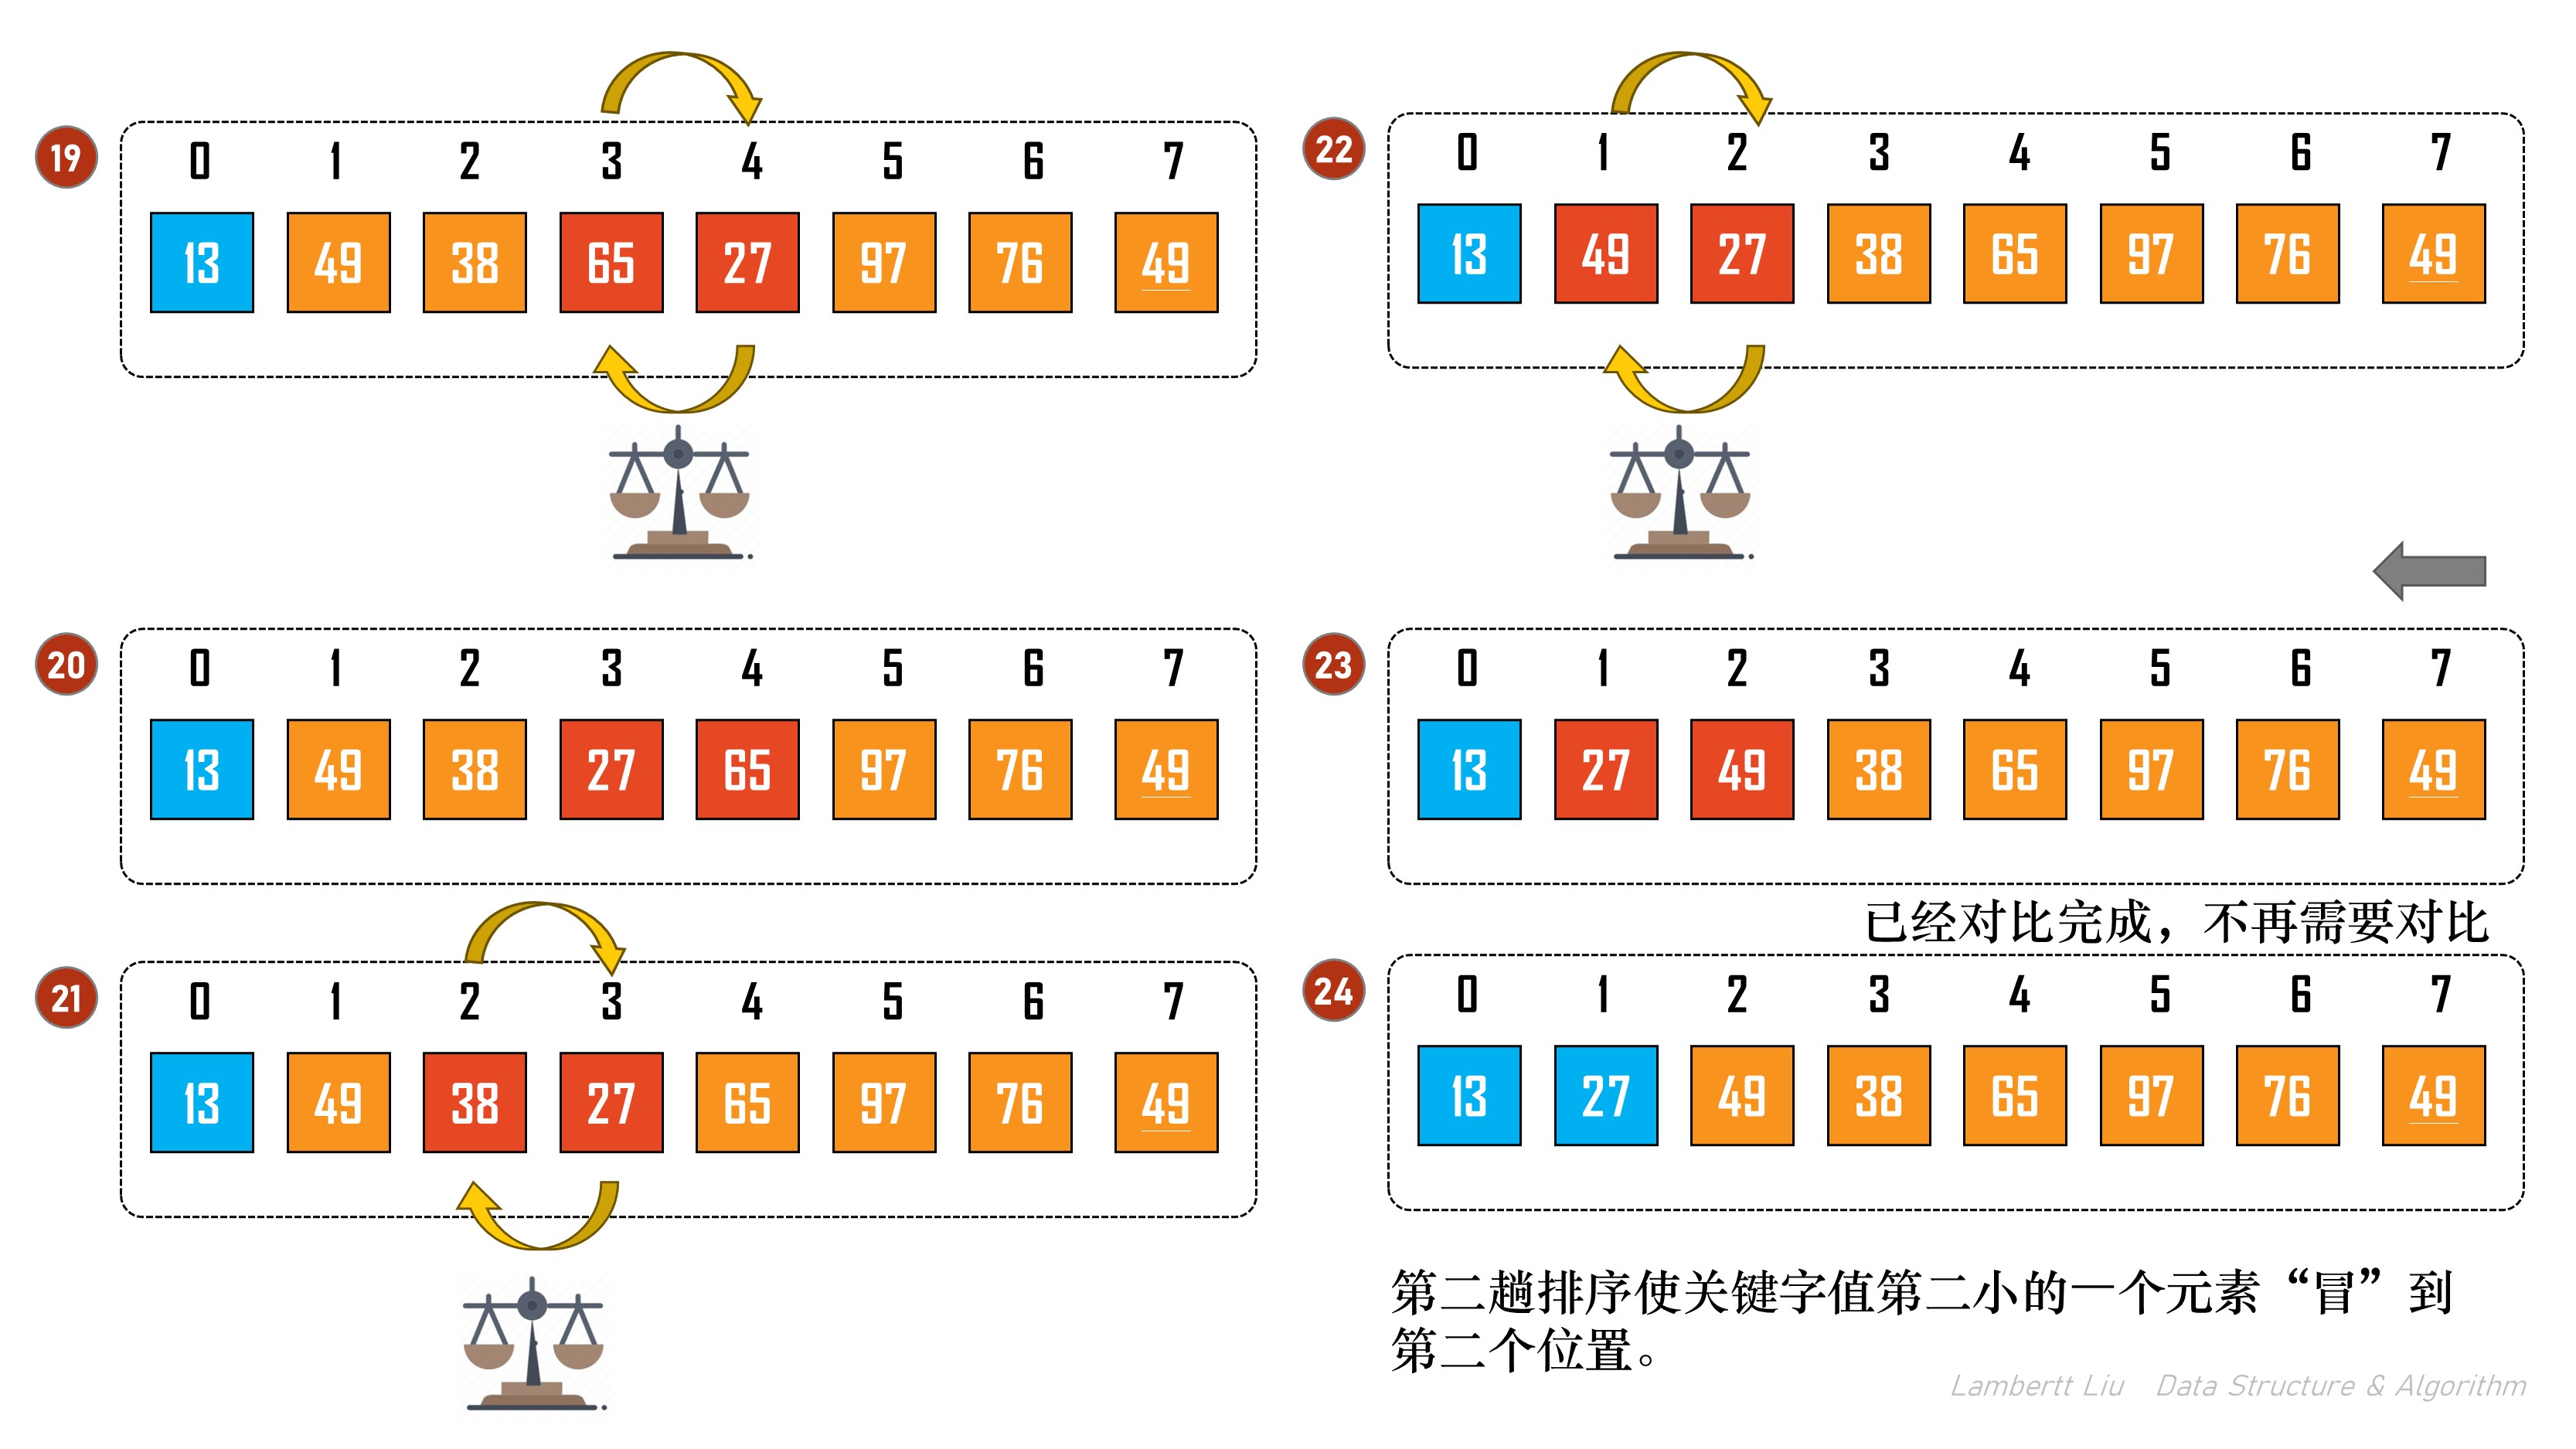 19
0 1 2 3 4 5 6 7
13 49 38 65 27 97 76 49
20
0 1 2 3 4 5 6 7
13 49 38 27 65 97 76 49
21
0 1 2 3 4 5 6 7
13 49 38 27 65 97 76 49
22
0 1 2 3 4 5 6 7
13 49 27 38 65 97 76 49
23
0 1 2 3 4 5 6 7
13 27 49 38 65 97 76 49
已经对比完成，不再需要对比
24
0 1 2 3 4 5 6 7
13 27 49 38 65 97 76 49
第二趟排序使关键字值第二小的一个元素“冒”到
第二个位置。
Lambertt Liu Data Structure & Algorithm